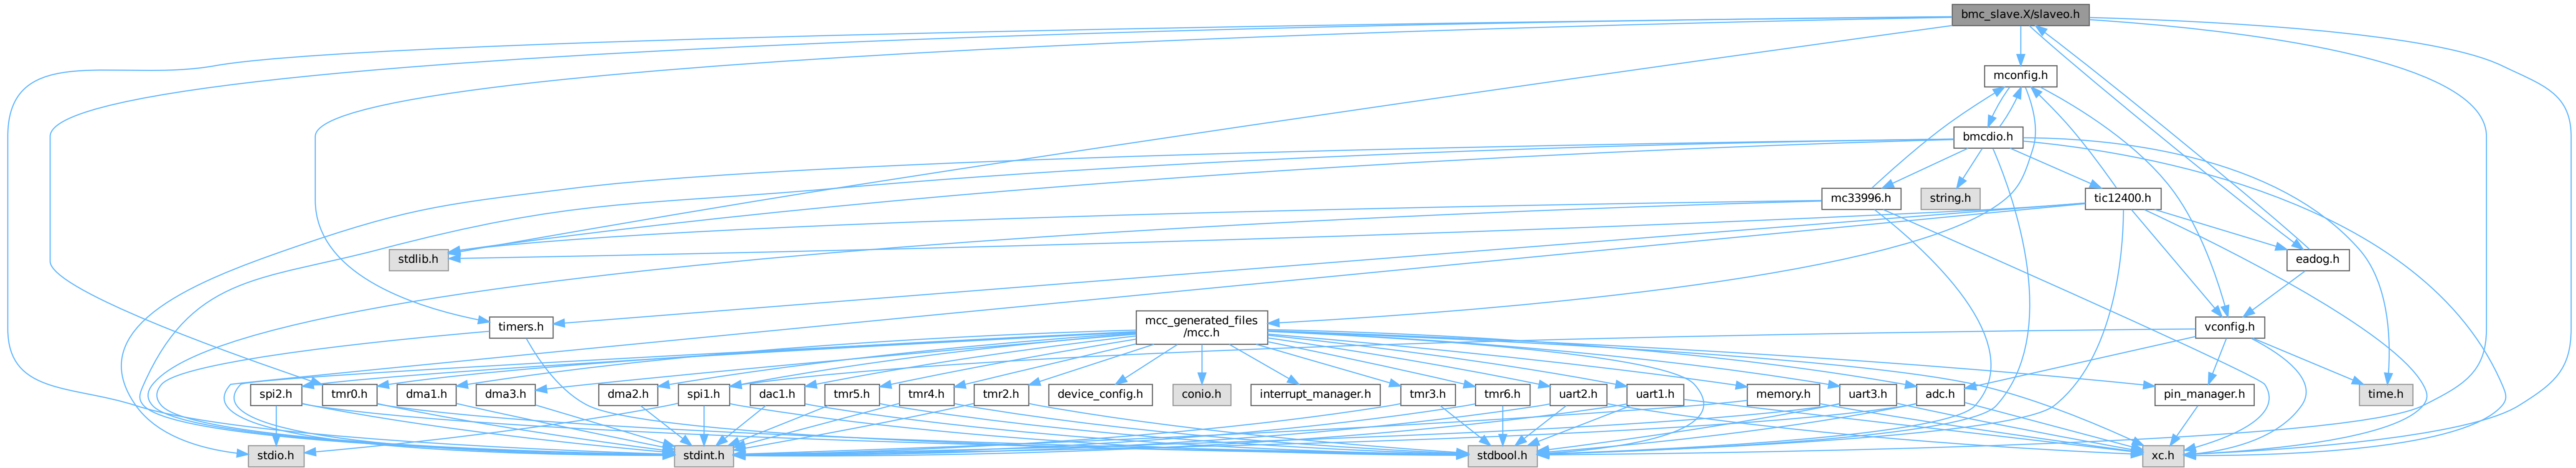 bmc_slave.X/slaveo.h
mconfig.h
bmcdio.h
mc33996.h
string.h
tic12400.h
stdlib.h
eadog.h
timers.h
mcc_generated_files
/mcc.h
vconfig.h
spi2.h
tmr0.h
dma1.h
dma3.h
dma2.h
spi1.h
dac1.h
tmr5.h
tmr4.h
tmr2.h
device_config.h
conio.h
interrupt_manager.h
tmr3.h
tmr6.h
uart2.h
uart1.h
memory.h
uart3.h
adc.h
pin_manager.h
time.h
stdio.h
stdint.h
stdbool.h
xc.h